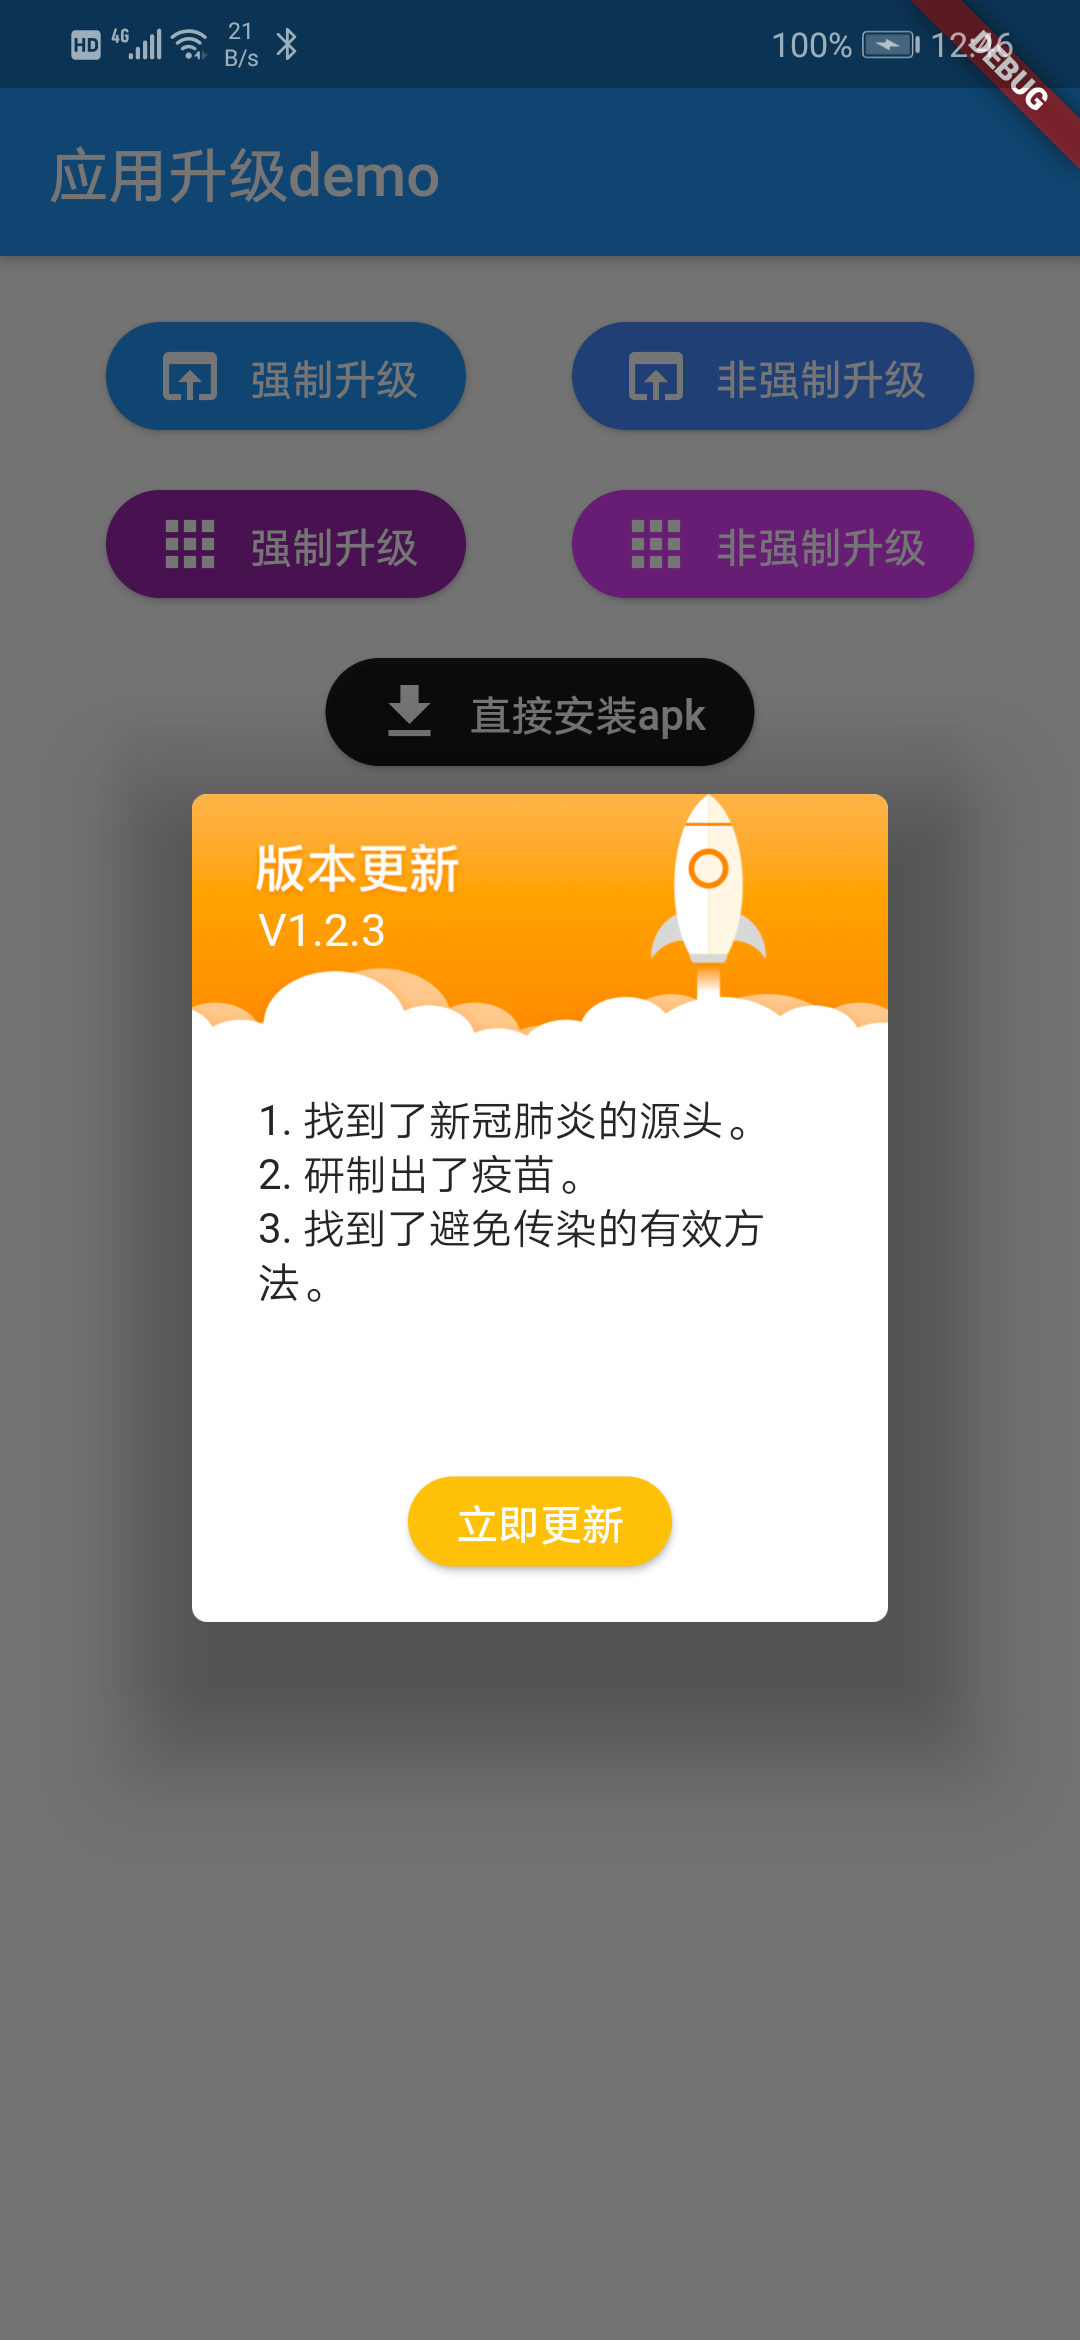 HD 4G 21 B/s 100%
DEBUG
应用升级demo
强制升级 非强制升级
强制升级 非强制升级
直接安装apk
版本更新
V1.2.3
1. 找到了新冠肺炎的源头。
2. 研制出了疫苗。
3. 找到了避免传染的有效方
法。
立即更新